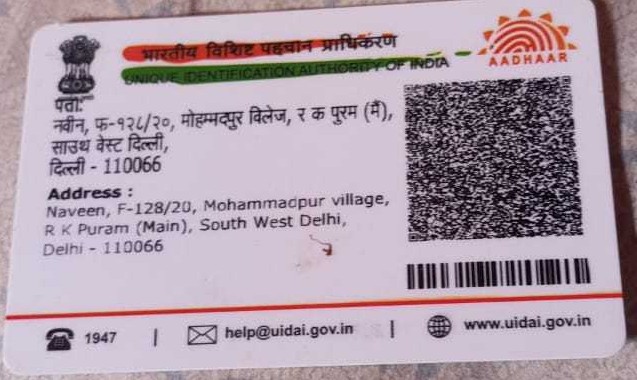 भारतीय विशिष्ट पहचान प्राधिकरण
UNIQUE IDENTIFICATION AUTHORITY OF INDIA
AADHAAR
पता:
नवीन, फ-१२८/२०, मोहम्मदपुर विलेज, र क पुरम (मैं),
साउथ वेस्ट दिल्ली,
दिल्ली - 110066
Address :
Naveen, F-128/20, Mohammadpur village,
R K Puram (Main), South West Delhi,
Delhi - 110066
1947 | help@uidai.gov.in | www.uidai.gov.in